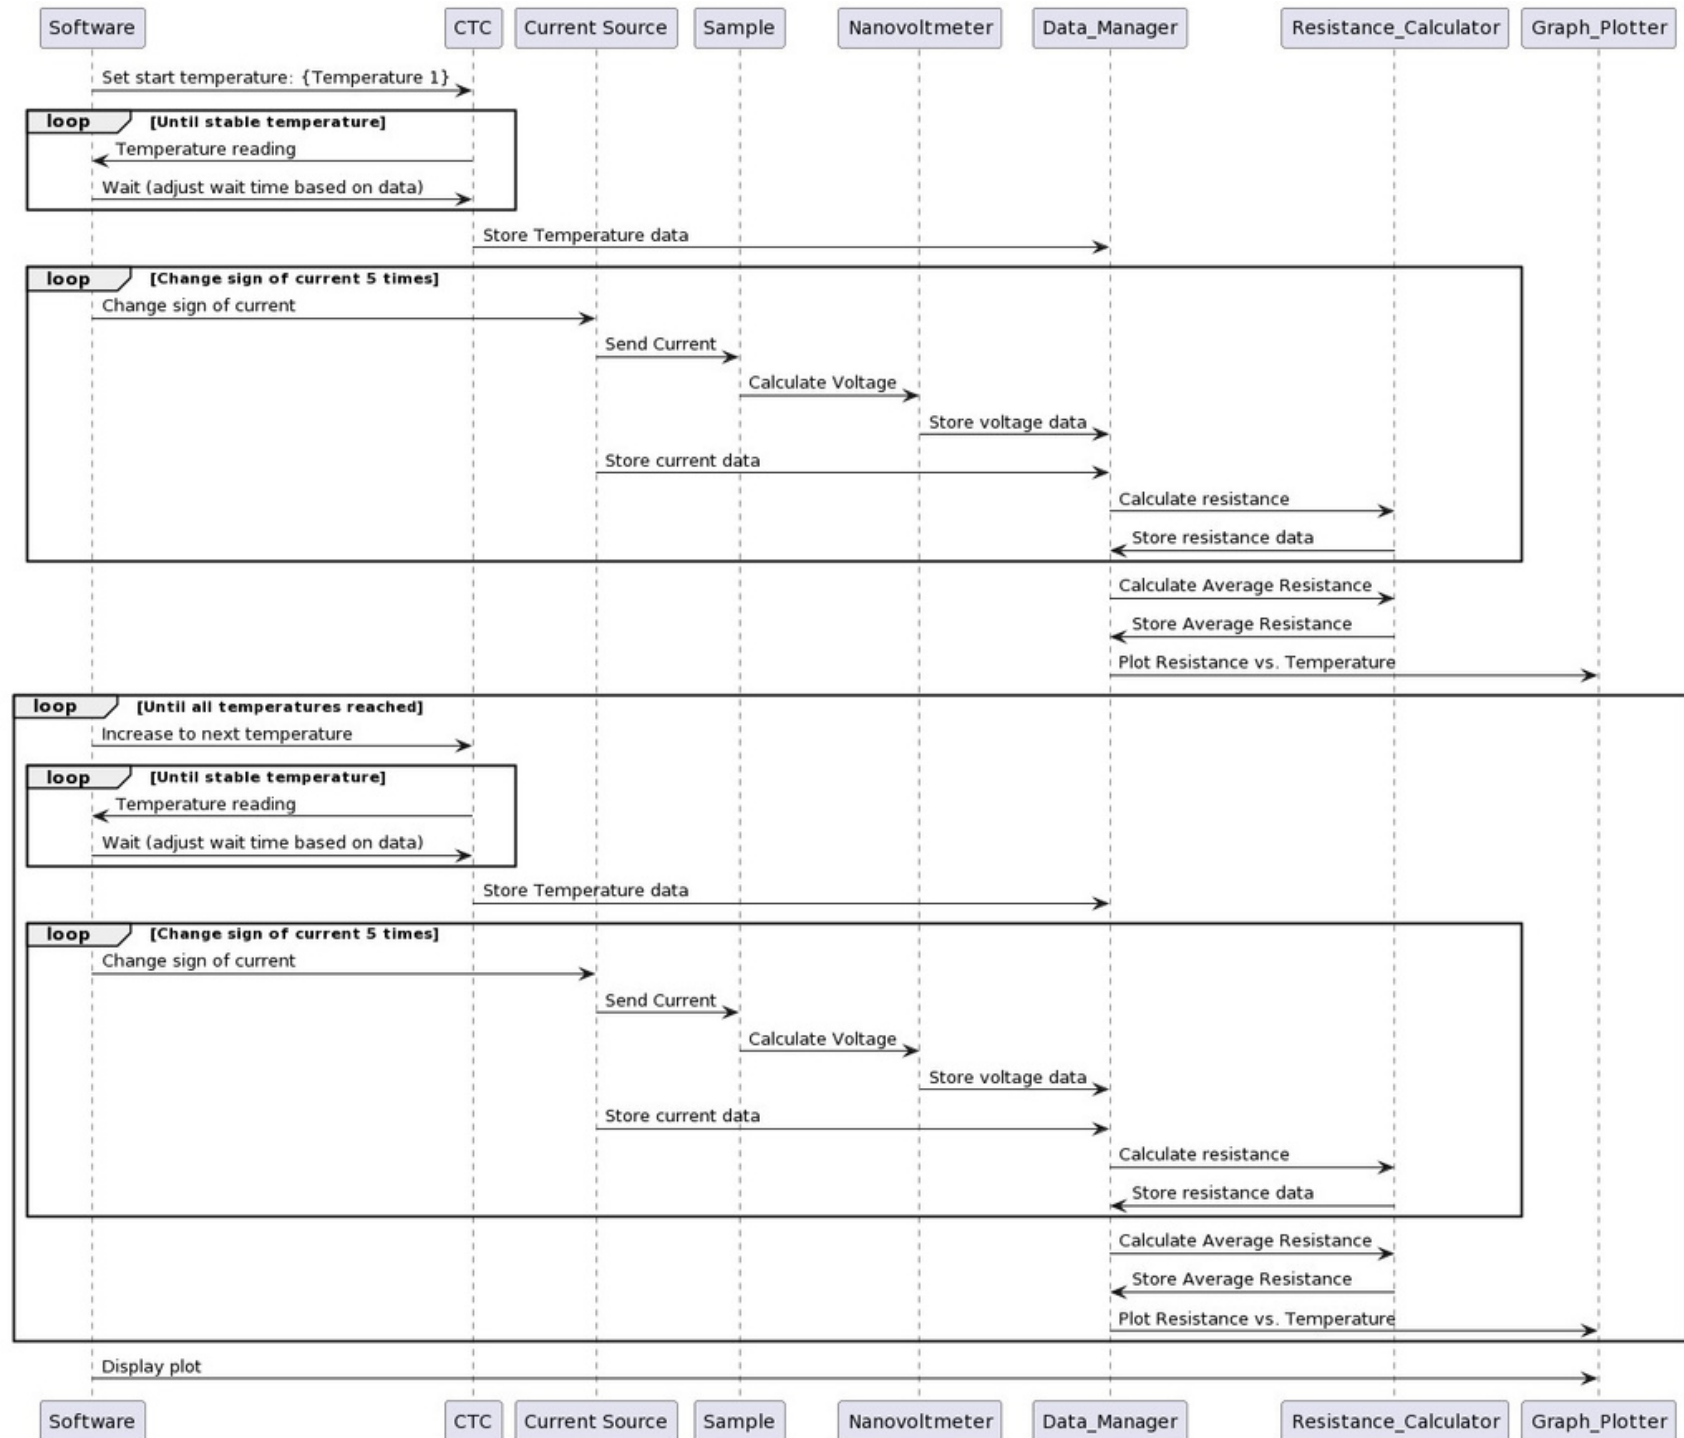 Software CTC Current Source Sample Nanovoltmeter Data_Manager Resistance_Calculator Graph_Plotter
Set start temperature: {Temperature 1}
loop [Until stable temperature]
Temperature reading
Wait (adjust wait time based on data)
Store Temperature data
loop [Change sign of current 5 times]
Change sign of current
Send Current
Calculate Voltage
Store voltage data
Store current data
Calculate resistance
Store resistance data
Calculate Average Resistance
Store Average Resistance
Plot Resistance vs. Temperature
loop [Until all temperatures reached]
Increase to next temperature
loop [Until stable temperature]
Temperature reading
Wait (adjust wait time based on data)
Store Temperature data
loop [Change sign of current 5 times]
Change sign of current
Send Current
Calculate Voltage
Store voltage data
Store current data
Calculate resistance
Store resistance data
Calculate Average Resistance
Store Average Resistance
Plot Resistance vs. Temperature
Display plot
Software CTC Current Source Sample Nanovoltmeter Data_Manager Resistance_Calculator Graph_Plotter